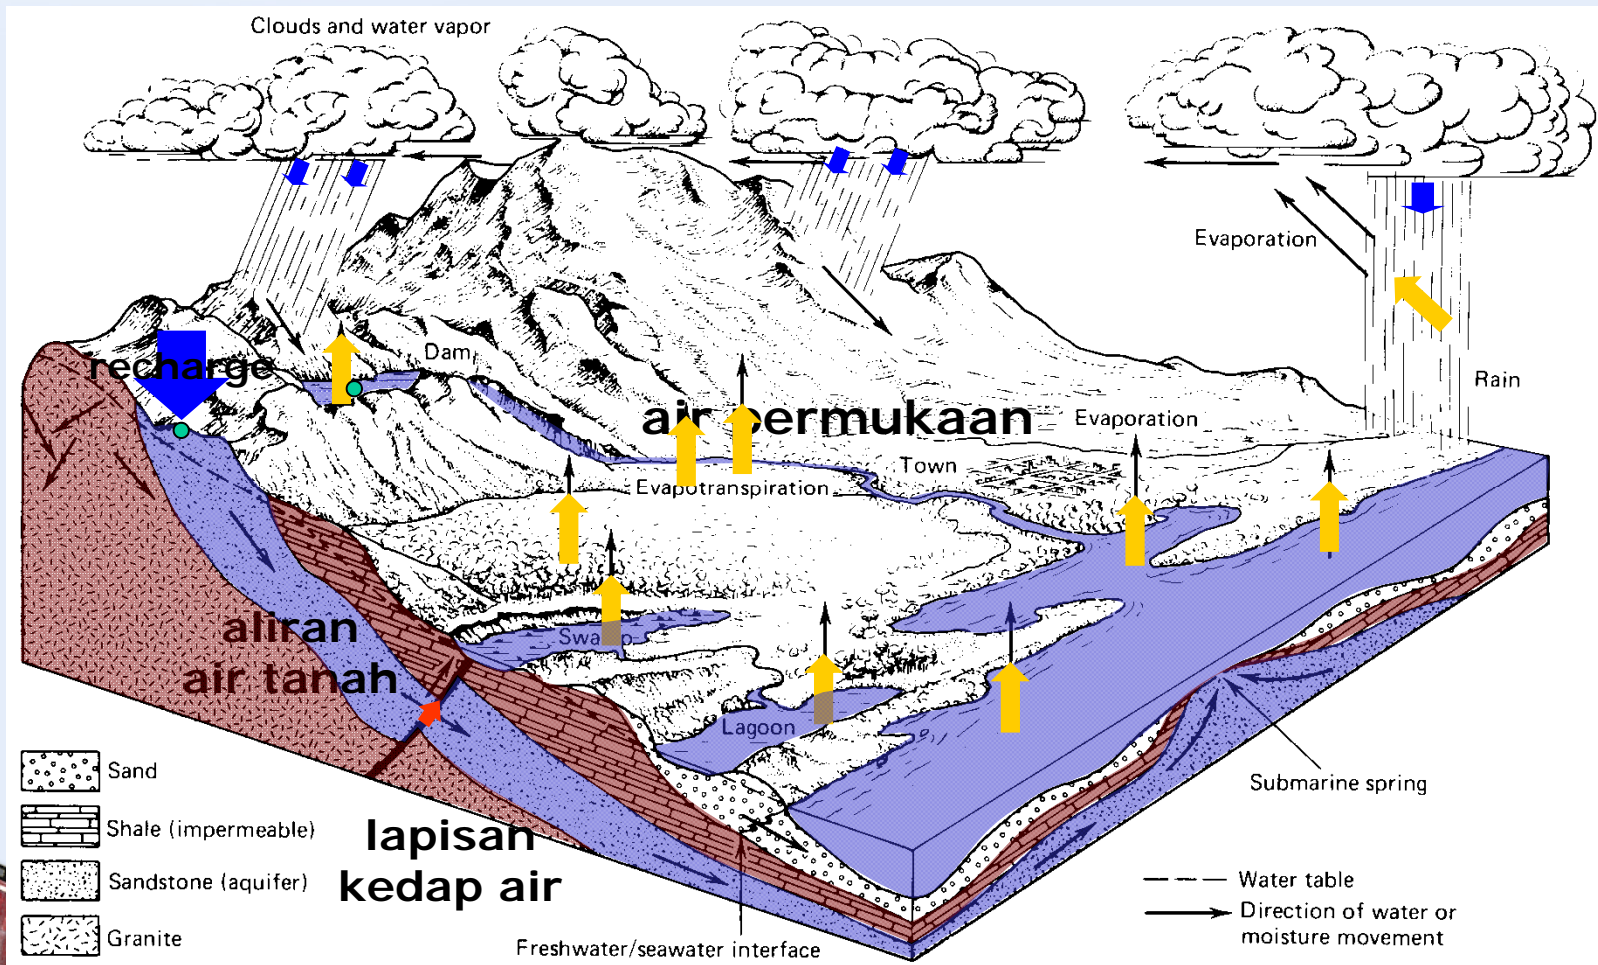 Clouds and water vapor
Evaporation
Dam
recharge
Rain
air permukaan
Evaporation
Town
Evapotranspiration
aliran
air tanah
Swamp
Lagoon
Submarine spring
Sand
Shale (impermeable)
Sandstone (aquifer)
Granite
lapisan
kedap air
Freshwater/seawater interface
Water table
Direction of water or
moisture movement